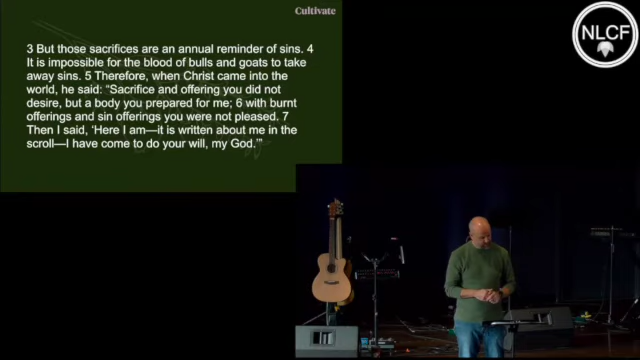 Cultivate
NLCF
3 But those sacrifices are an annual reminder of sins. 4
It is impossible for the blood of bulls and goats to take
away sins. 5 Therefore, when Christ came into the
world, he said: “Sacrifice and offering you did not
desire, but a body you prepared for me; 6 with burnt
offerings and sin offerings you were not pleased. 7
Then I said, ‘Here I am—it is written about me in the
scroll—I have come to do your will, my God.’”